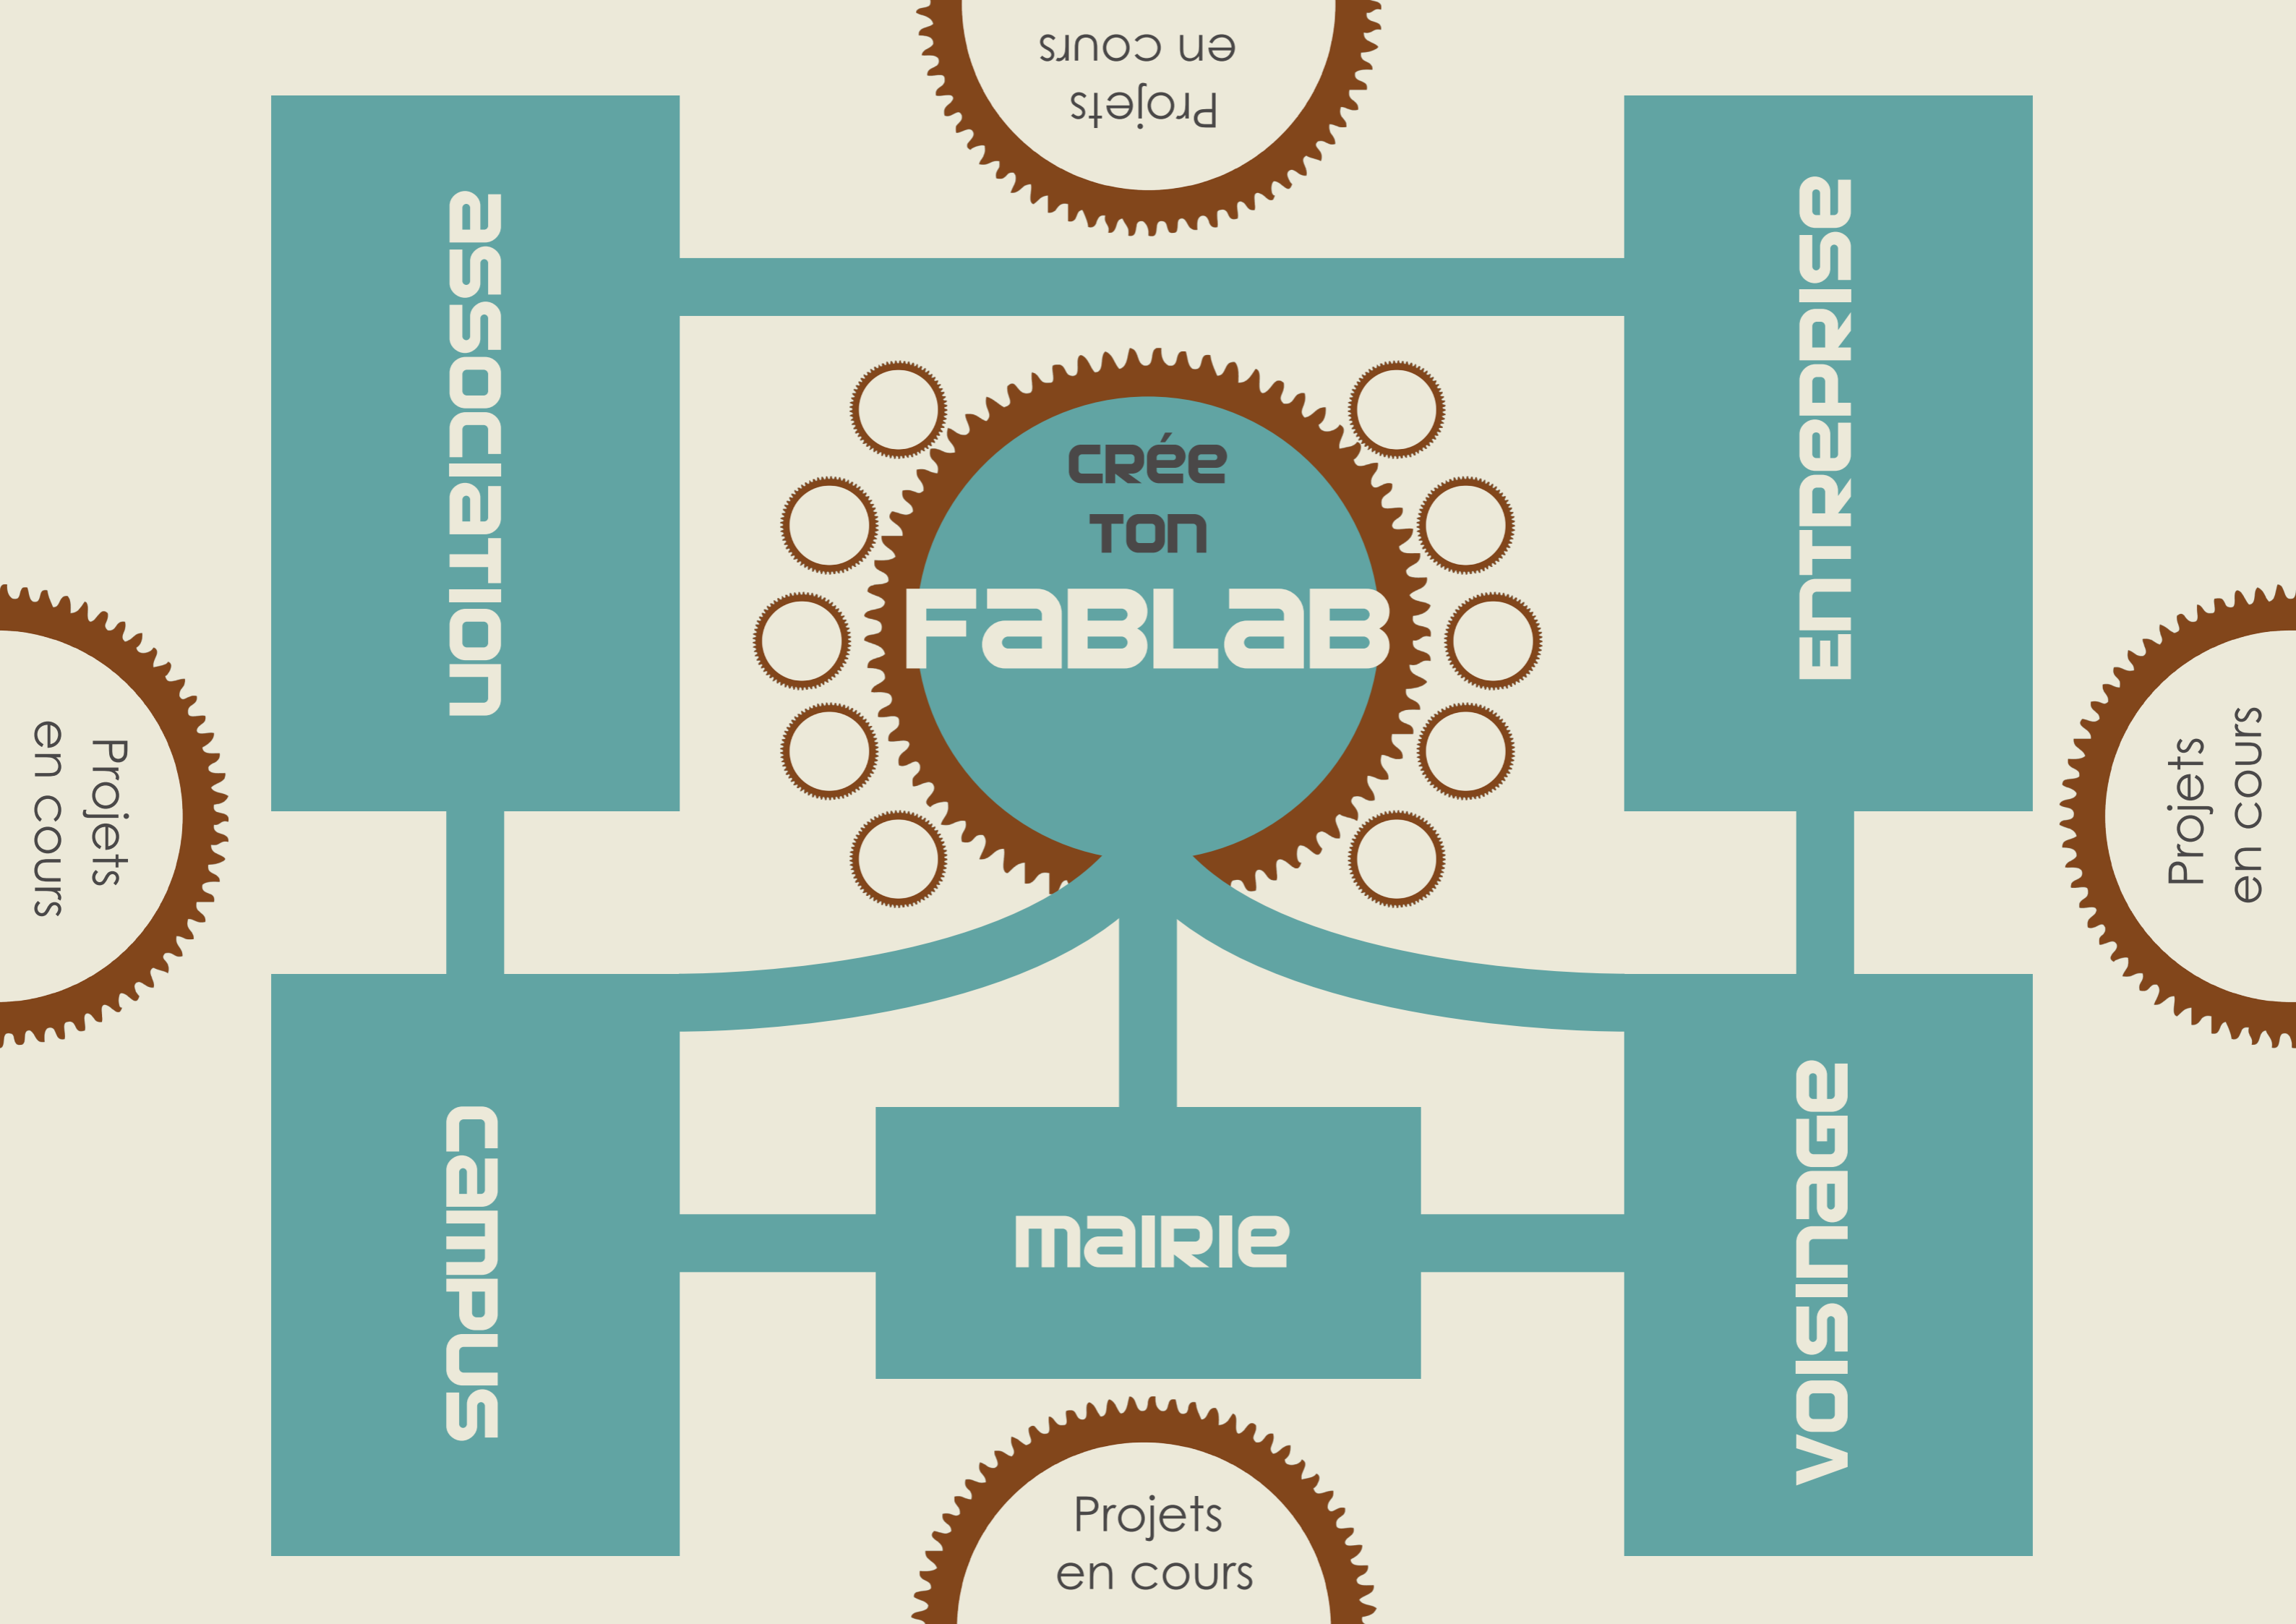 Projets
en cours
association
entreprise
crée
ton
fablab
Projets
en cours
Projets
en cours
campus
mairie
voisinage
Projets
en cours